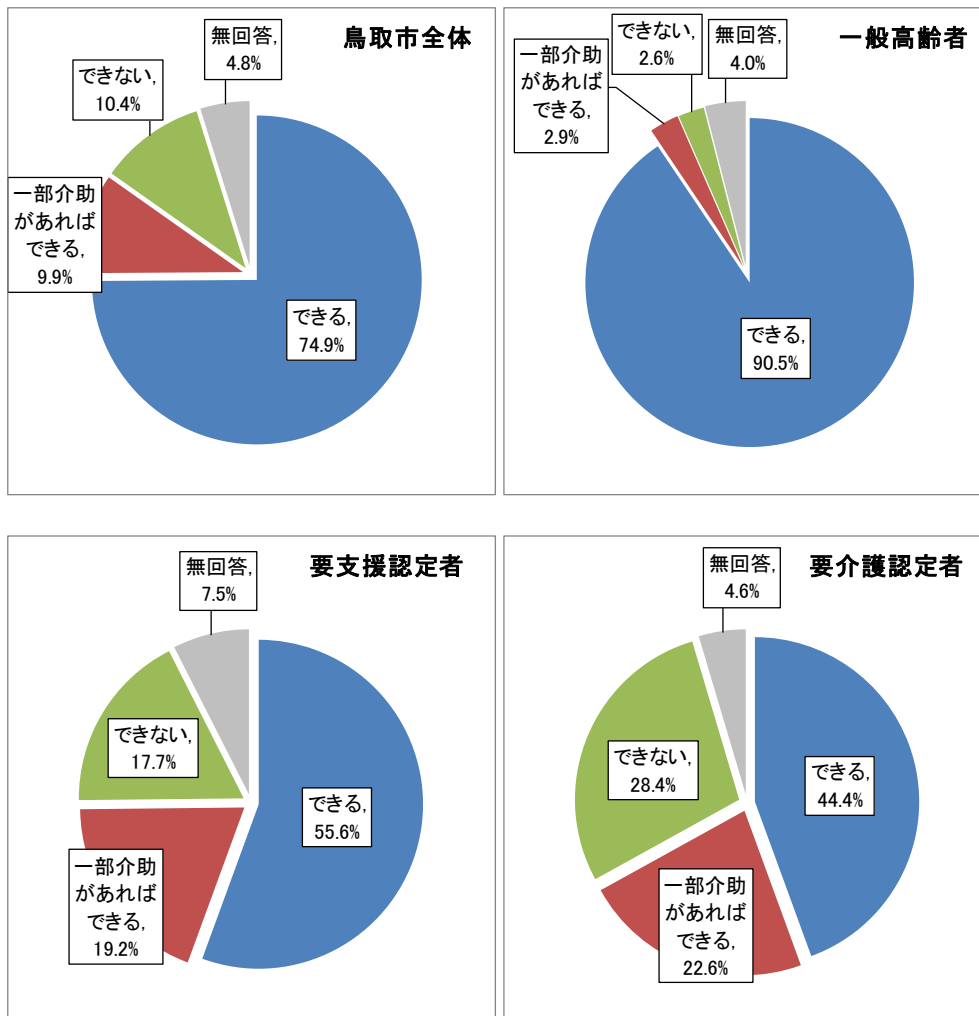 鳥取市全体
無回答,
4.8%
できない,
10.4%
一部介助
があれば
できる,
9.9%
できる,
74.9%
一般高齢者
無回答,
4.0%
できない,
2.6%
一部介助
があれば
できる,
2.9%
できる,
90.5%
要支援認定者
無回答,
7.5%
できない,
17.7%
できる,
55.6%
一部介助
があれば
できる,
19.2%
要介護認定者
無回答,
4.6%
できない,
28.4%
できる,
44.4%
一部介助
があれば
できる,
22.6%